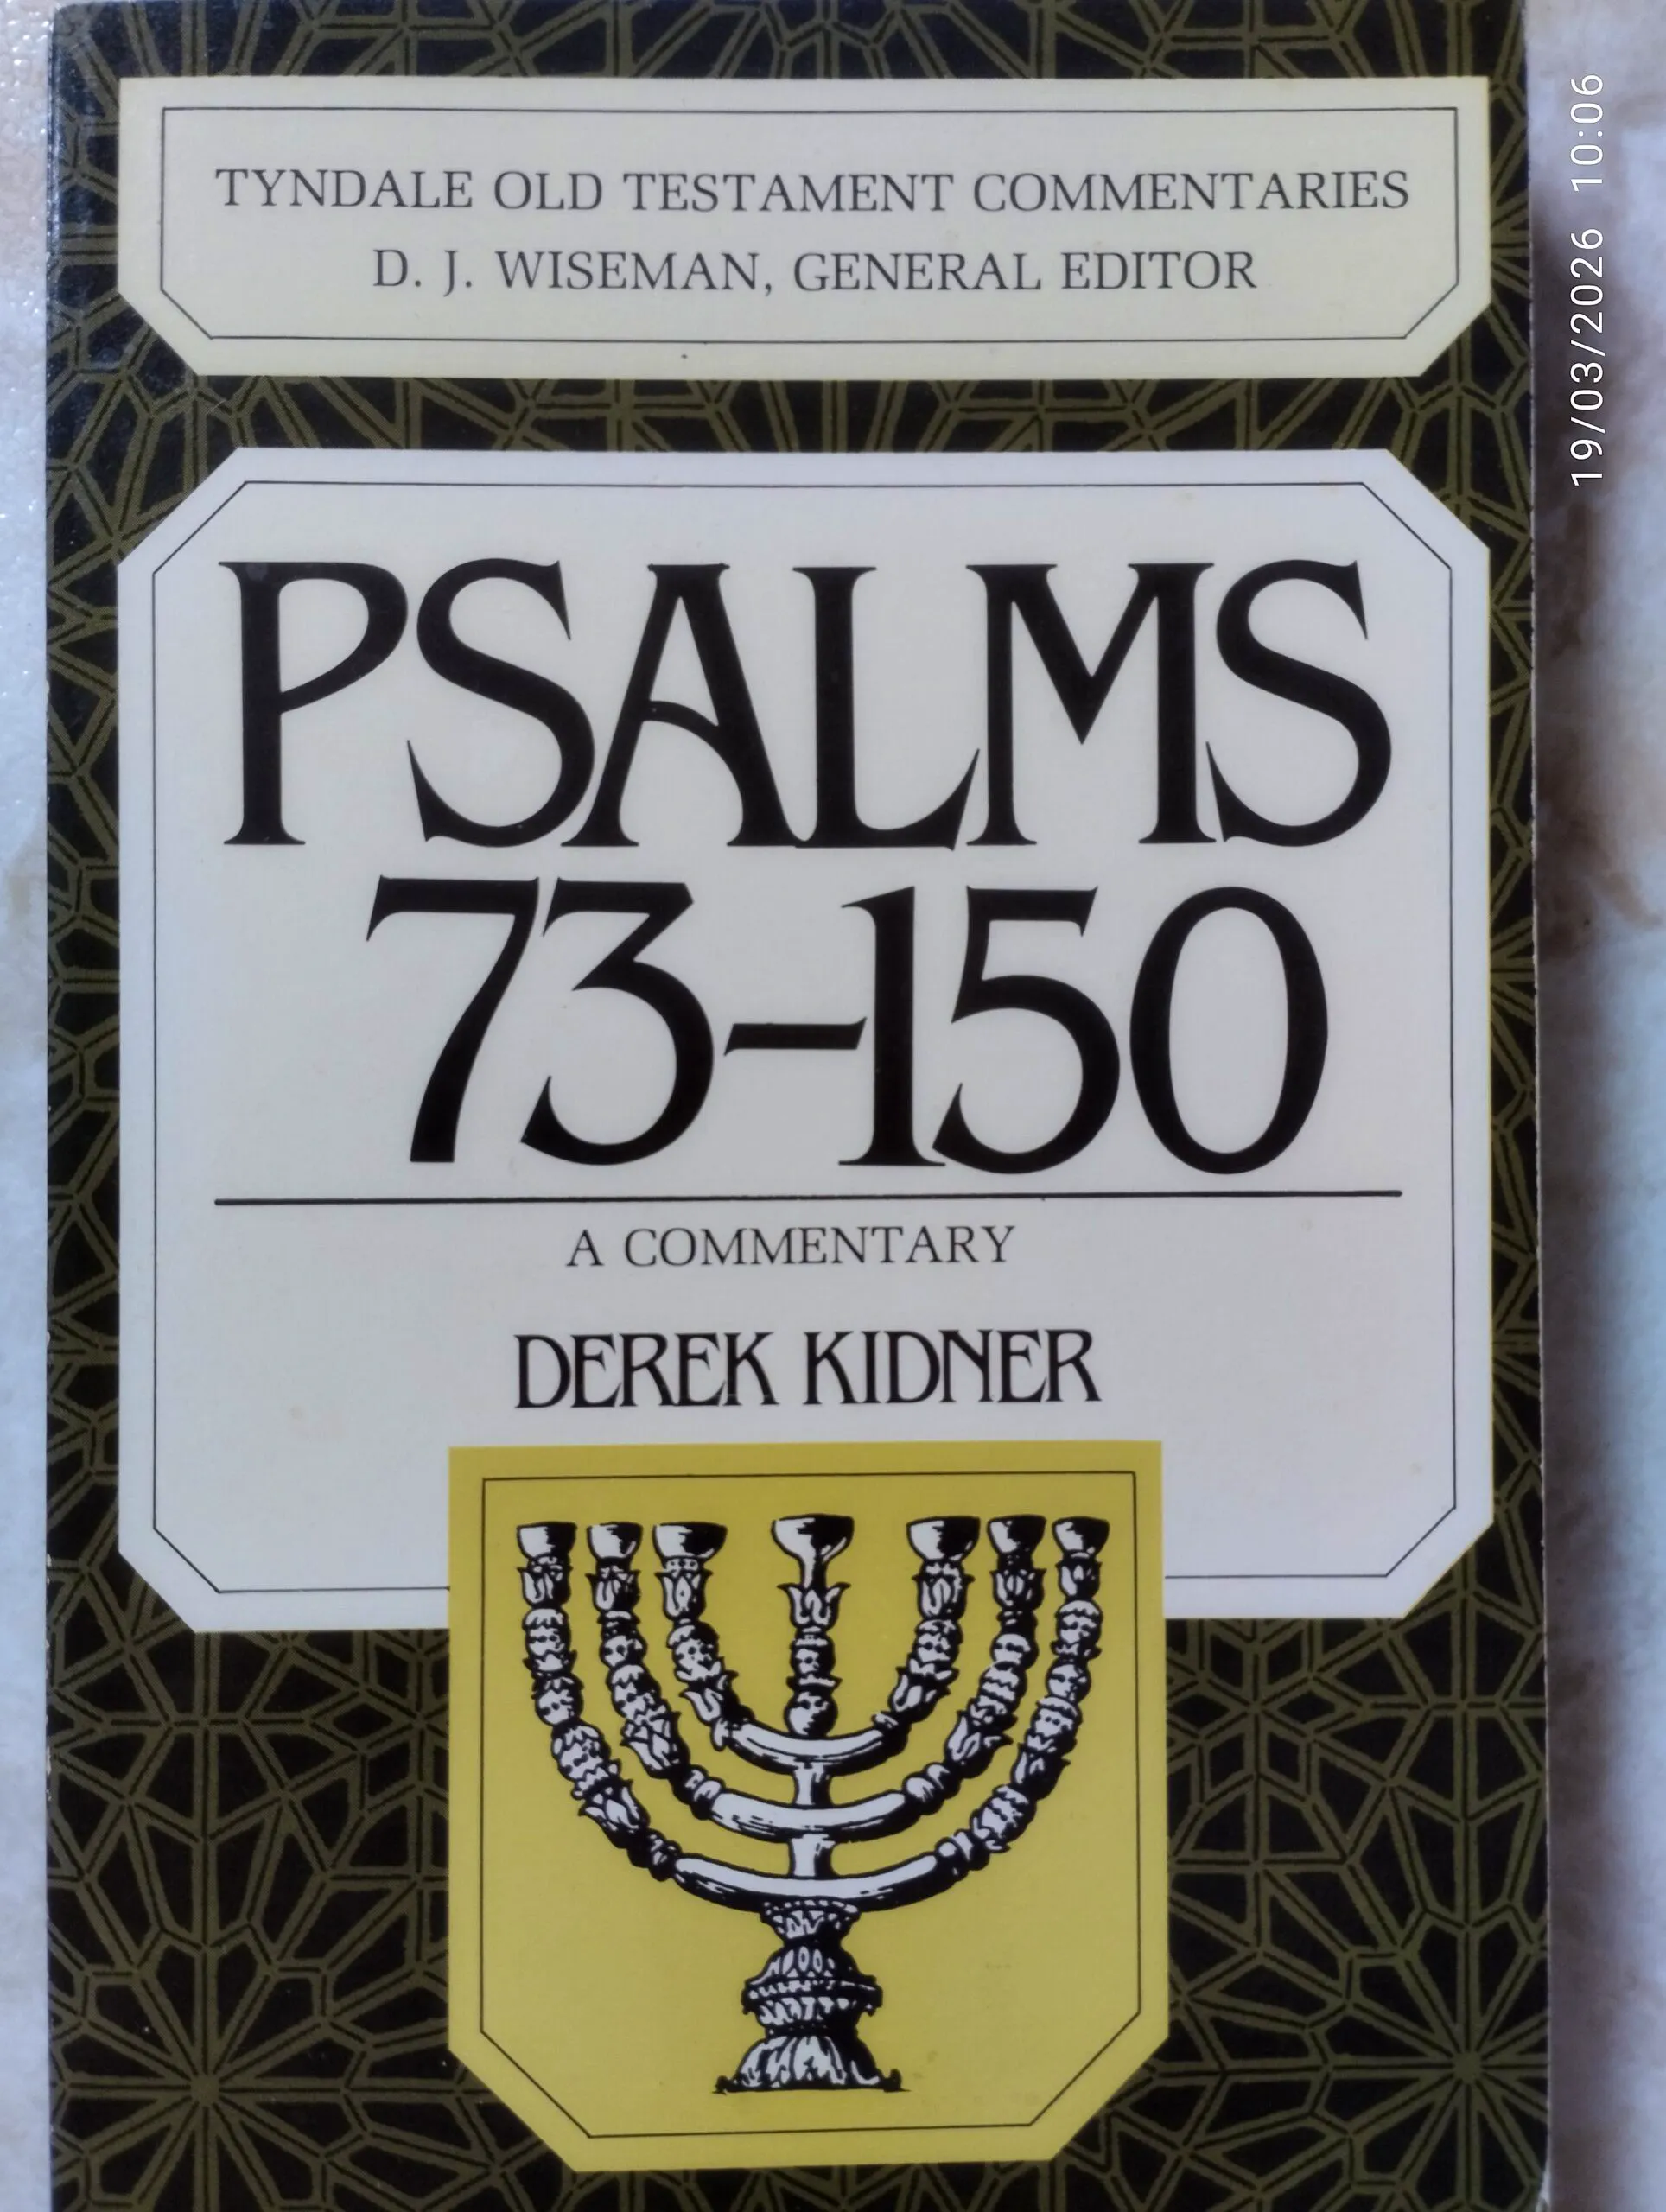 TYNDALE OLD TESTAMENT COMMENTARIES
D. J. WISEMAN, GENERAL EDITOR
PSALMS
73–150
A COMMENTARY
DEREK KIDNER
19/03/2026 10:06